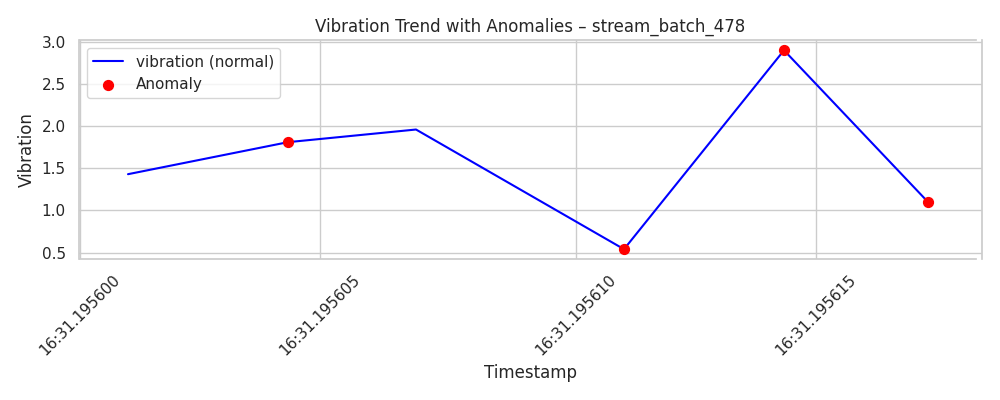 Vibration Trend with Anomalies – stream_batch_478
vibration (normal)
Anomaly
Vibration
3.0
2.5
2.0
1.5
1.0
0.5
16:31.195600
16:31.195605
16:31.195610
16:31.195615
Timestamp